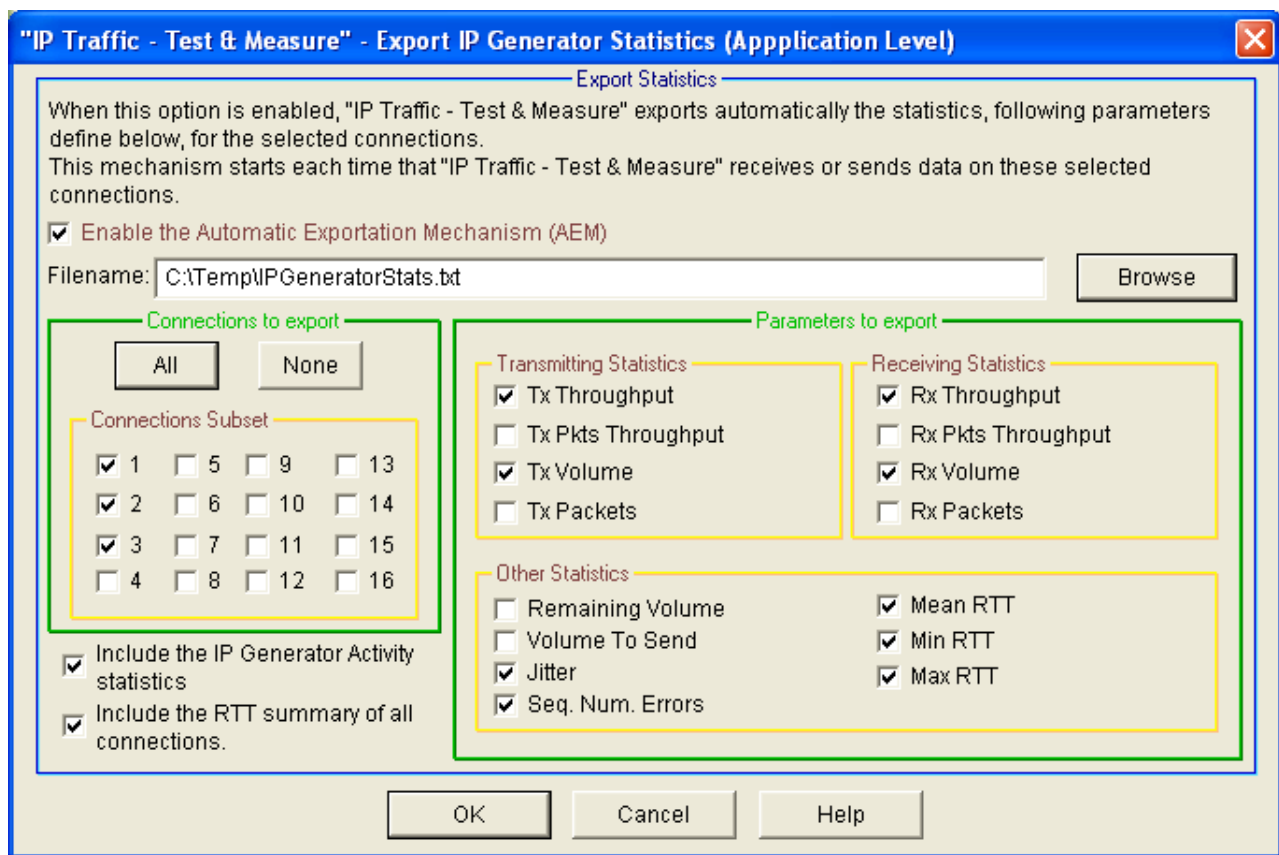 "IP Traffic - Test & Measure" - Export IP Generator Statistics (Appplication Level)
Export Statistics
When this option is enabled, "IP Traffic - Test & Measure" exports automatically the statistics, following parameters
define below, for the selected connections.
This mechanism starts each time that "IP Traffic - Test & Measure" receives or sends data on these selected
connections.
Enable the Automatic Exportation Mechanism (AEM)
Filename: C:\Temp\IPGeneratorStats.txt
Browse
Connections to export
All
None
Connections Subset
1 5 9 13
2 6 10 14
3 7 11 15
4 8 12 16
Include the IP Generator Activity
statistics
Include the RTT summary of all
connections.
Parameters to export
Transmitting Statistics
Tx Throughput
Tx Pkts Throughput
Tx Volume
Tx Packets
Receiving Statistics
Rx Throughput
Rx Pkts Throughput
Rx Volume
Rx Packets
Other Statistics
Remaining Volume
Volume To Send
Jitter
Seq. Num. Errors
Mean RTT
Min RTT
Max RTT
OK
Cancel
Help